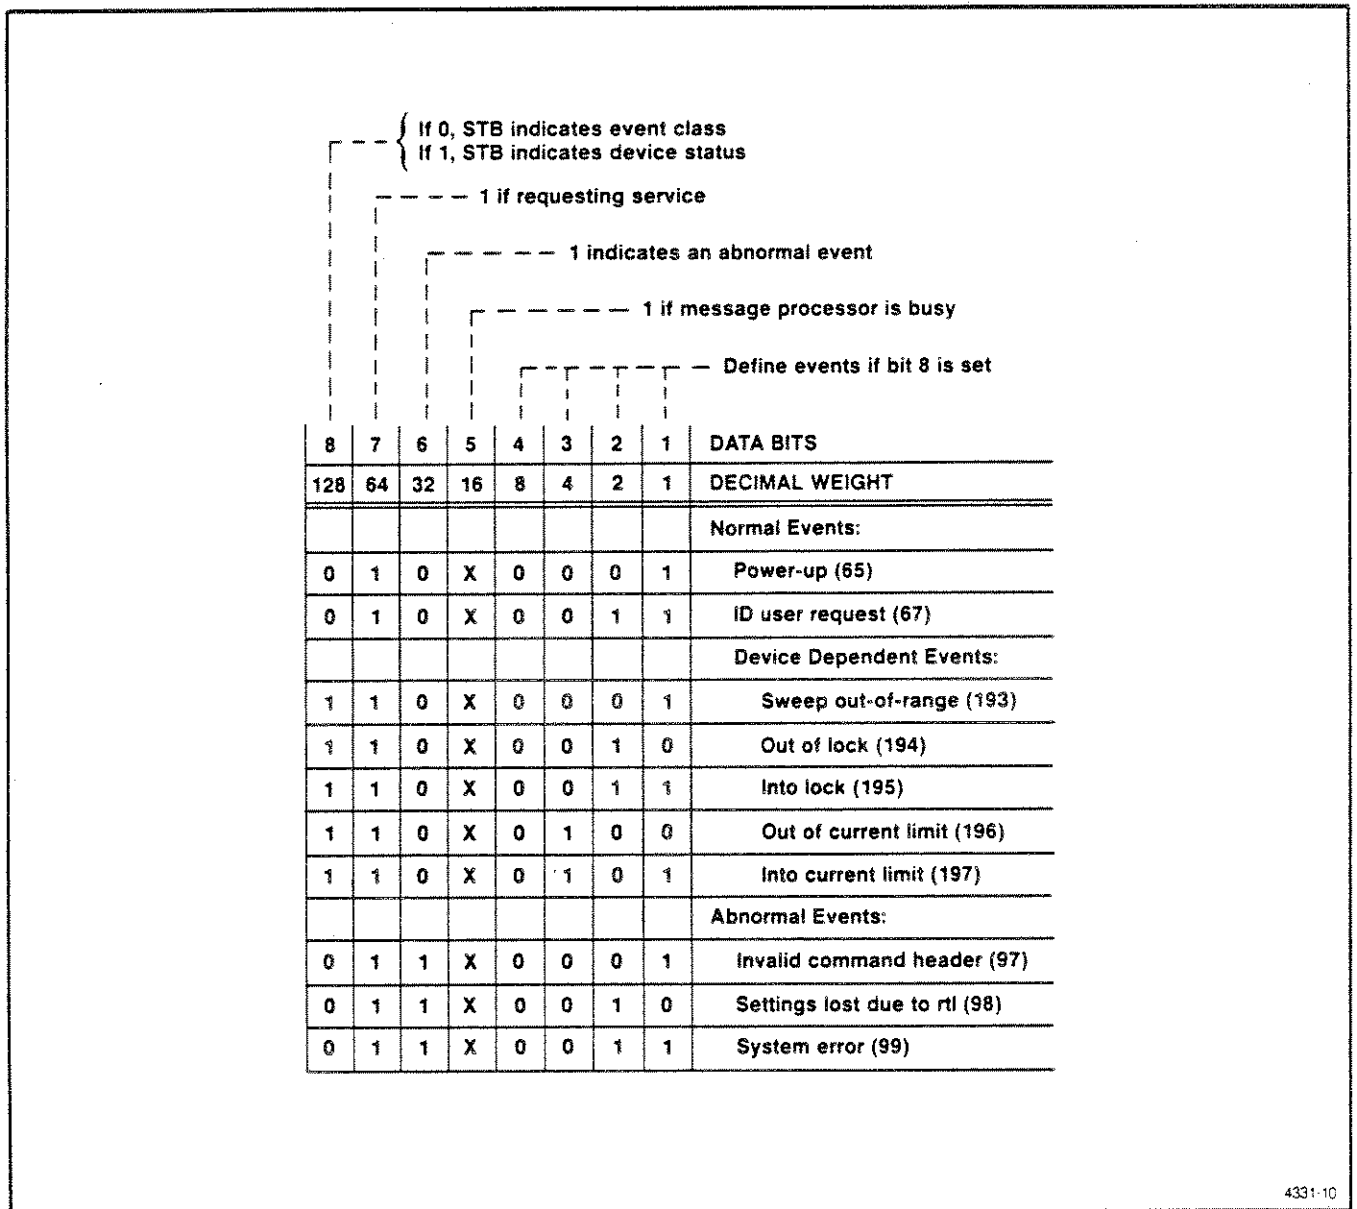 If 0, STB indicates event class
If 1, STB indicates device status
1 if requesting service
1 indicates an abnormal event
1 if message processor is busy
Define events if bit 8 is set
8 7 6 5 4 3 2 1 DATA BITS
128 64 32 16 8 4 2 1 DECIMAL WEIGHT
Normal Events:
0 1 0 X 0 0 0 1 Power-up (65)
0 1 0 X 0 0 1 1 ID user request (67)
Device Dependent Events:
1 1 0 X 0 0 0 1 Sweep out-of-range (193)
1 1 0 X 0 0 1 0 Out of lock (194)
1 1 0 X 0 0 1 1 Into lock (195)
1 1 0 X 0 1 0 0 Out of current limit (196)
1 1 0 X 0 1 0 1 Into current limit (197)
Abnormal Events:
0 1 1 X 0 0 0 1 Invalid command header (97)
0 1 1 X 0 0 1 0 Settings lost due to rtl (98)
0 1 1 X 0 0 1 1 System error (99)
4331-10